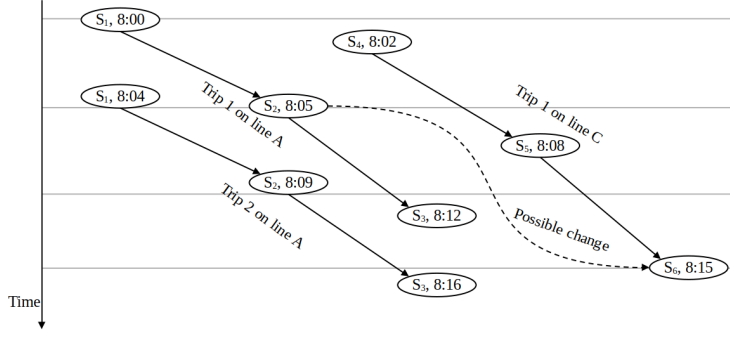 S₁, 8:00
S₄, 8:02
S₁, 8:04
Trip 1 on line A
S₂, 8:05
Trip 1 on line C
S₅, 8:08
Trip 2 on line A
S₂, 8:09
S₃, 8:12
Possible change
S₆, 8:15
S₃, 8:16
Time